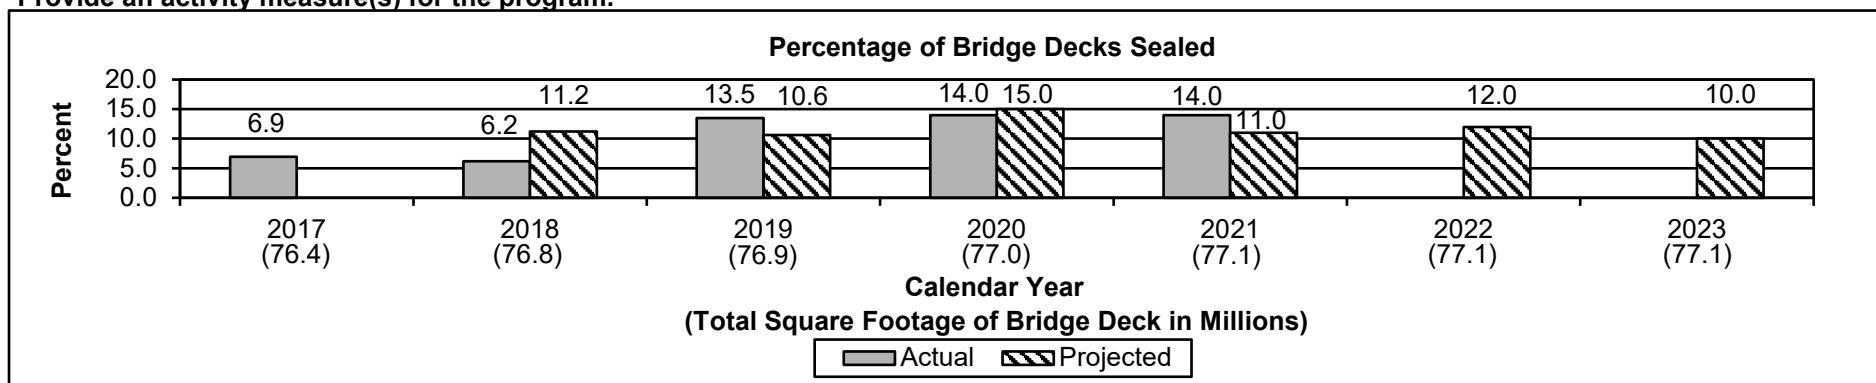 Provide an activity measure(s) for the program.
Percentage of Bridge Decks Sealed
Percent
20.0
15.0
10.0
5.0
0.0
6.9
6.2
11.2
13.5
10.6
14.0
15.0
14.0
11.0
12.0
10.0
2017 2018 2019 2020 2021 2022 2023
(76.4) (76.8) (76.9) (77.0) (77.1) (77.1) (77.1)
Calendar Year
(Total Square Footage of Bridge Deck in Millions)
Actual Projected